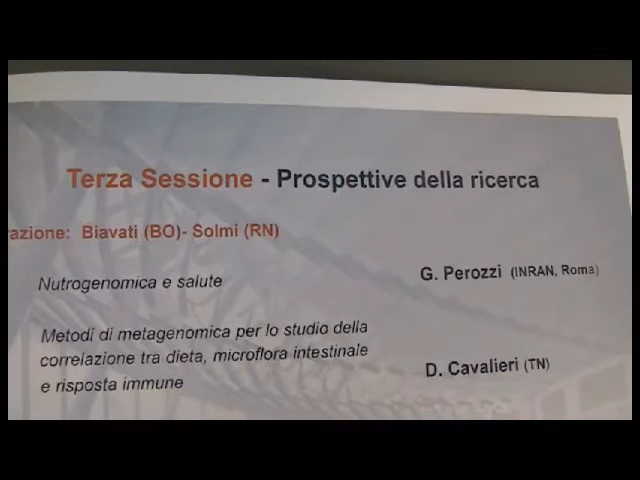 Terza Sessione - Prospettive della ricerca
azione: Biavati (BO)- Solmi (RN)
Nutrogenomica e salute G. Perozzi (INRAN, Roma)
Metodi di metagenomica per lo studio della
correlazione tra dieta, microflora intestinale
e risposta immune D. Cavalieri (TN)